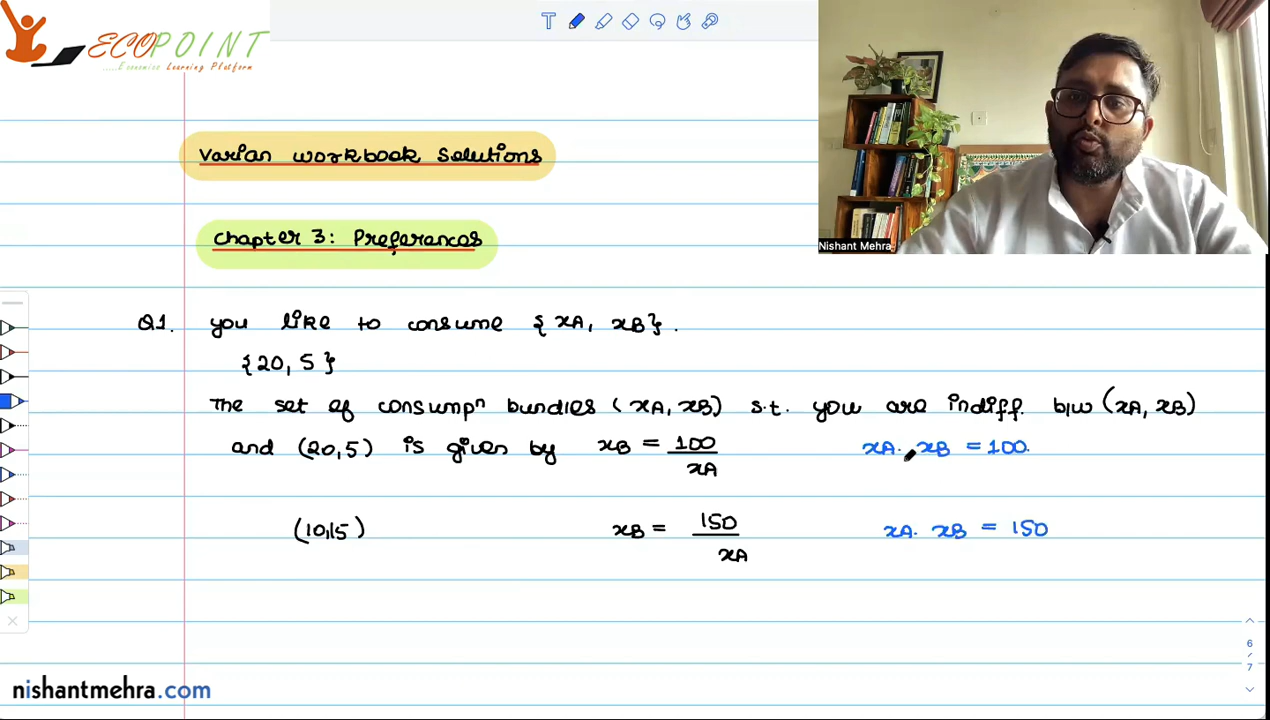 ECOPOINT
.....Economics Learning Platform
Varian workbook Solutions
Chapter 3: Preferences
Nishant Mehra
Q1. you like to consume {xA, xB}.
{20, 5}
The set of consumpⁿ bundles (xA, xB) s.t. you are indiff. b/w (xA, xB)
and (20, 5) is given by xB = 100/xA xA. xB = 100.
(10,15) xB = 150/xA xA. xB = 150
6/7
nishantmehra.com